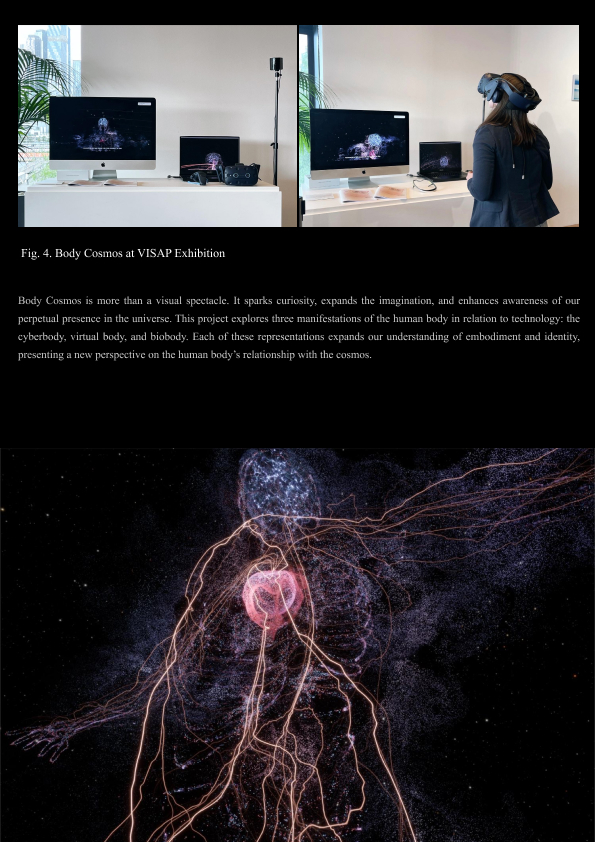 Fig. 4. Body Cosmos at VISAP Exhibition
Body Cosmos is more than a visual spectacle. It sparks curiosity, expands the imagination, and enhances awareness of our
perpetual presence in the universe. This project explores three manifestations of the human body in relation to technology: the
cyberbody, virtual body, and biobody. Each of these representations expands our understanding of embodiment and identity,
presenting a new perspective on the human body’s relationship with the cosmos.